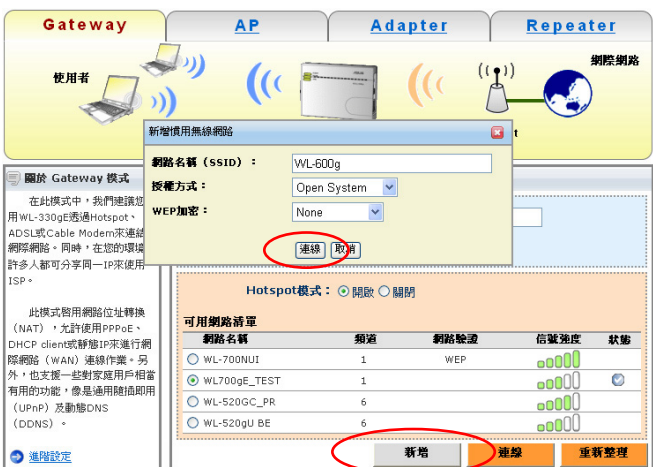 Gateway
AP
Adapter
Repeater
使用者
網際網路
新增慣用無線網路
網路名稱（SSID）：
WL-600g
授權方式：
Open System
WEP加密：
None
連線
取消
關於 Gateway 模式
在此模式中，我們建議您
用WL-330gE透過Hotspot、
ADSL或Cable Modem來連結
網際網路。同時，在您的環境
許多人都可分享同一IP來使用
ISP。
此模式啓用網路位址轉換
（NAT），允許使用PPPoE、
DHCP client或靜態IP來進行網
際網路（WAN）連線作業。另
外，也支援一些對家庭用戶相當
有用的功能，像是通用隨插即用
（UPnP）及動態DNS
（DDNS）。
進階設定
Hotspot模式：
開啟
關閉
可用網路清單
網路名稱 頻道 網路驗證 信號強度 狀態
WL-700NUI 1 WEP
WL700gE_TEST 1
WL-520GC_PR 6
WL-520gU BE 6
新增
連線
重新整理